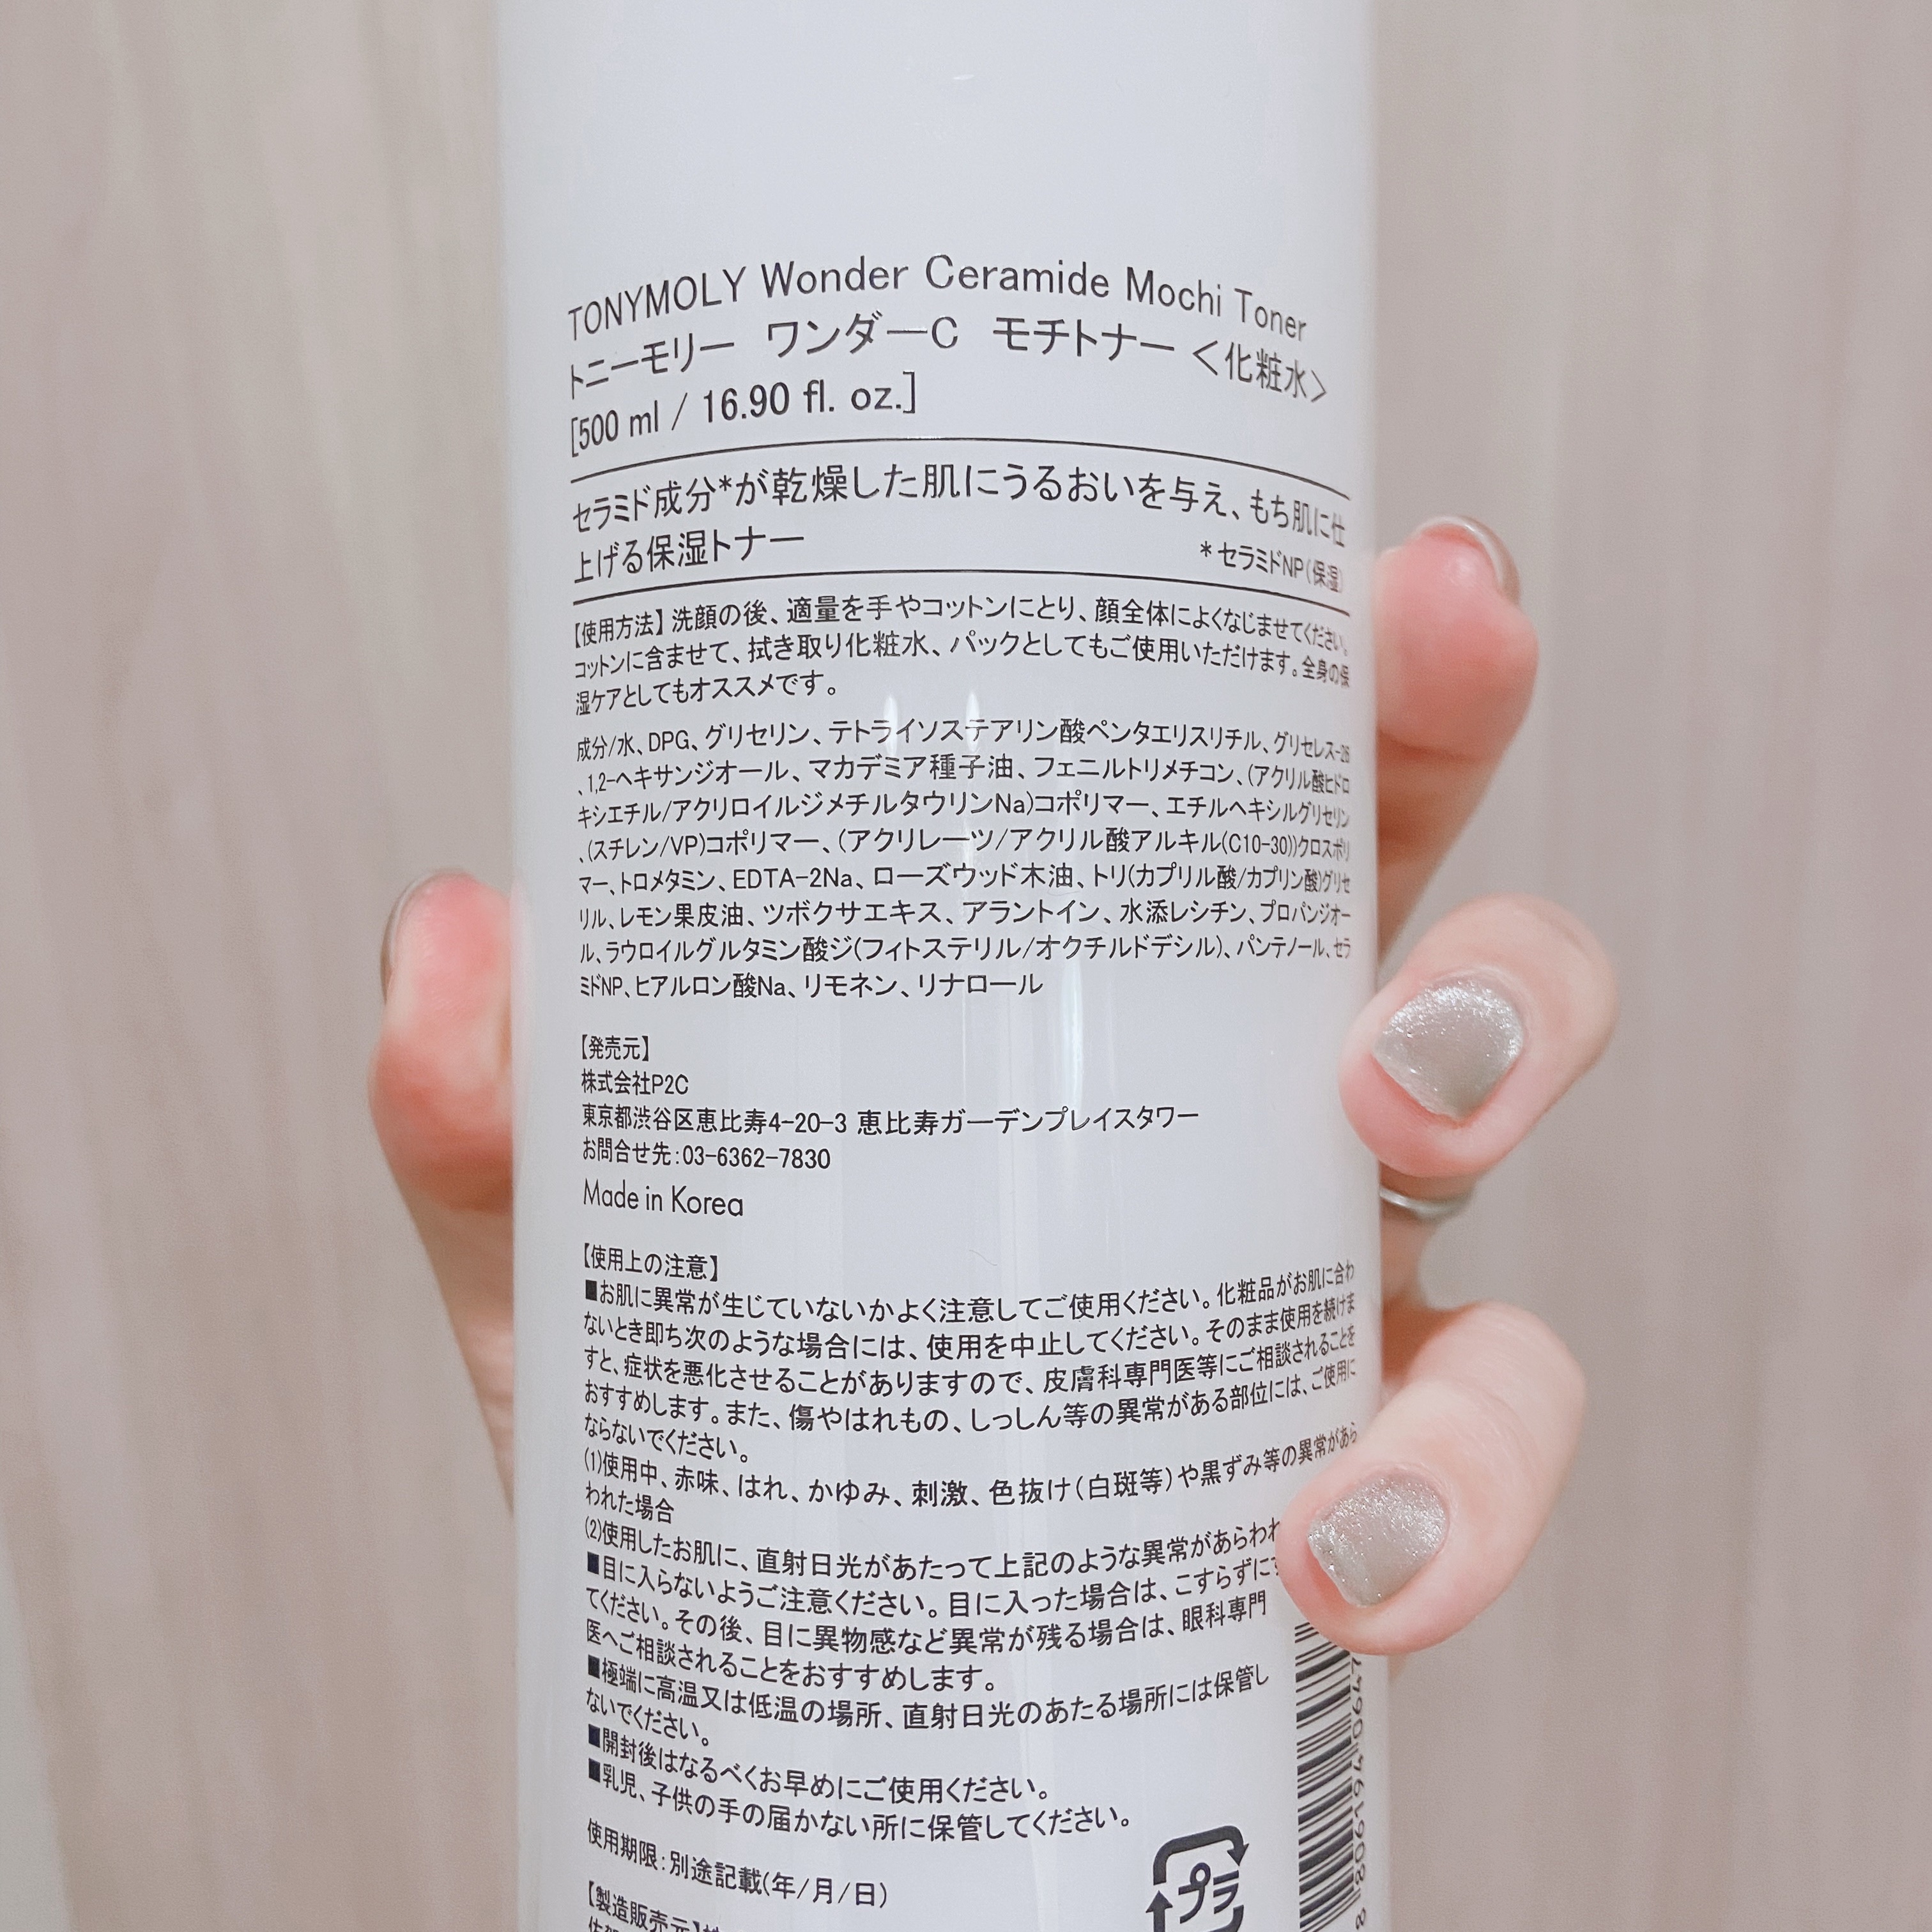 TONYMOLY Wonder Ceramide Mochi Toner
トニーモリー ワンダーC モチトナー <化粧水>
[500 ml / 16.90 fl. oz.]
セラミド成分*が乾燥した肌にうるおいを与え、もち肌に仕
上げる保湿トナー
*セラミドNP(保湿)
【使用方法】洗顔の後、適量を手やコットンにとり、顔全体によくなじませてください。
コットンに含ませて、拭き取り化粧水、パックとしてもご使用いただけます。全身の保
湿ケアとしてもオススメです。
成分/水、DPG、グリセリン、テトライソステアリン酸ペンタエリスリチル、グリセレス-26
、1,2-ヘキサンジオール、マカデミア種子油、フェニルトリメチコン、(アクリル酸ヒドロ
キシエチル/アクリロイルジメチルタウリンNa)コポリマー、エチルヘキシルグリセリン
、(スチレン/VP)コポリマー、(アクリレーツ/アクリル酸アルキル(C10-30))クロスポリ
マー、トロメタミン、EDTA-2Na、ローズウッド木油、トリ(カプリル酸/カプリン酸)グリセ
リル、レモン果皮油、ツボクサエキス、アラントイン、水添レシチン、プロパンジオー
ル、ラウロイルグルタミン酸ジ(フィトステリル/オクチルドデシル)、パンテノール、セラ
ミドNP、ヒアルロン酸Na、リモネン、リナロール
【発売元】
株式会社P2C
東京都渋谷区恵比寿4-20-3 恵比寿ガーデンプレイスタワー
お問合せ先:03-6362-7830
Made in Korea
【使用上の注意】
■お肌に異常が生じていないかよく注意してご使用ください。化粧品がお肌に合わ
ないとき即ち次のような場合には、使用を中止してください。そのまま使用を続けま
すと、症状を悪化させることがありますので、皮膚科専門医等にご相談されることを
おすすめします。また、傷やはれもの、しっしん等の異常がある部位には、ご使用に
ならないでください。
(1)使用中、赤味、はれ、かゆみ、刺激、色抜け(白斑等)や黒ずみ等の異常があら
われた場合
(2)使用したお肌に、直射日光があたって上記のような異常があらわれ
■目に入らないようご注意ください。目に入った場合は、こすらずに
てください。その後、目に異物感など異常が残る場合は、眼科専門
医へご相談されることをおすすめします。
■極端に高温又は低温の場所、直射日光のあたる場所には保管し
ないでください。
■開封後はなるべくお早めにご使用ください。
■乳児、子供の手の届かない所に保管してください。
使用期限:別途記載(年/月/日)
【製造販売元】
プラ